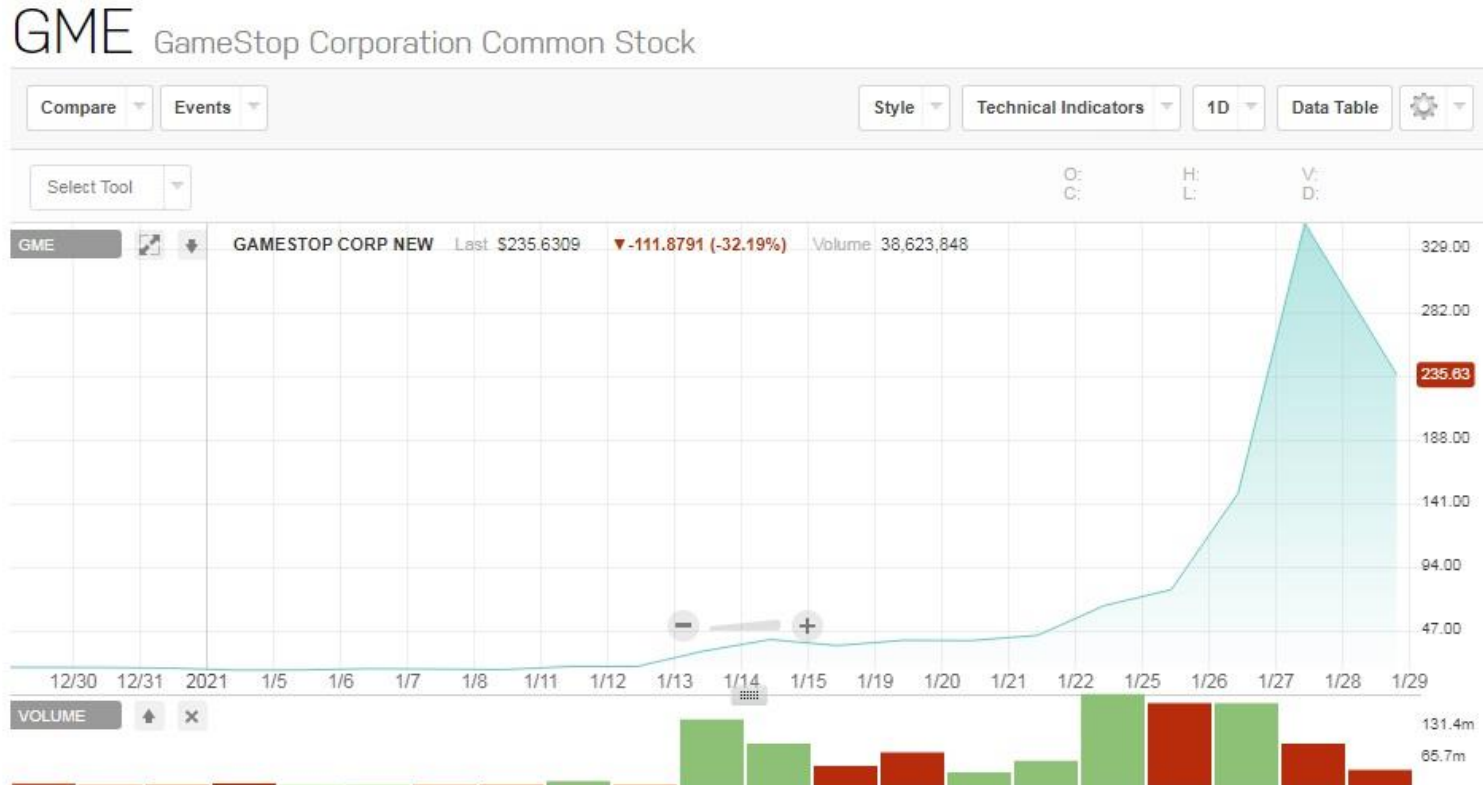 GME GameStop Corporation Common Stock
Compare Events Style Technical Indicators 1D Data Table
Select Tool O: H: V:
C: L: D:
GME GAMESTOP CORP NEW Last $235.6309 ▼-111.8791 (-32.19%) Volume 38,623,848 329.00
282.00
235.63
188.00
141.00
94.00
47.00
12/30 12/31 2021 1/5 1/6 1/7 1/8 1/11 1/12 1/13 1/14 1/15 1/19 1/20 1/21 1/22 1/25 1/26 1/27 1/28 1/29
VOLUME 131.4m
65.7m